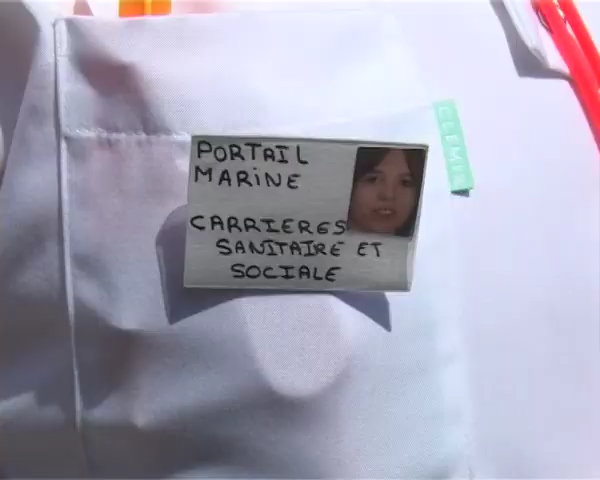 PORTAIL
MARINE
CARRIERES
SANITAIRE ET
SOCIALE